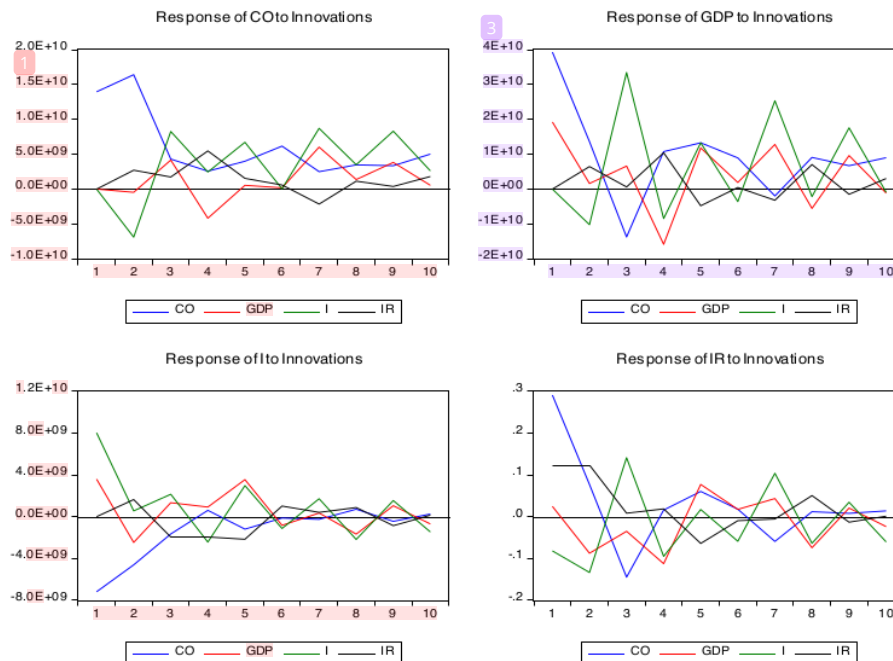 Response of CO to Innovations
1
2.0E+10
1.5E+10
1.0E+10
5.0E+09
0.0E+00
-5.0E+09
-1.0E+10
1 2 3 4 5 6 7 8 9 10
CO GDP I IR
Response of GDP to Innovations
3
4E+10
3E+10
2E+10
1E+10
0E+00
-1E+10
-2E+10
1 2 3 4 5 6 7 8 9 10
CO GDP I IR
Response of I to Innovations
1.2E+10
8.0E+09
4.0E+09
0.0E+00
-4.0E+09
-8.0E+09
1 2 3 4 5 6 7 8 9 10
CO GDP I IR
Response of IR to Innovations
.3
.2
.1
.0
-.1
-.2
1 2 3 4 5 6 7 8 9 10
CO GDP I IR